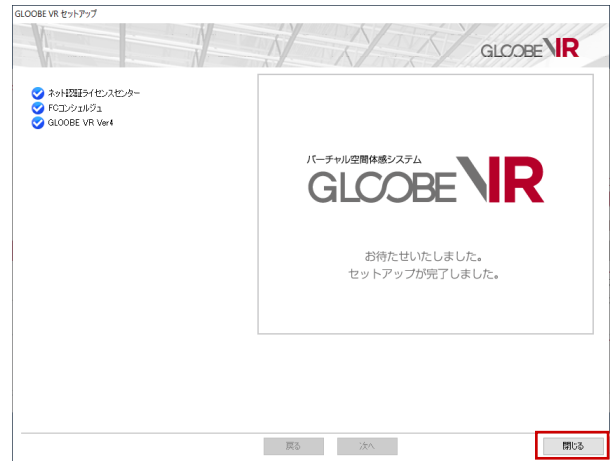 GLOOBE VR セットアップ
GLOOBE VR
ネット認証ライセンスセンター
FCコンシェルジュ
GLOOBE VR Ver4
バーチャル空間体感システム
GLOOBE VR
お待たせいたしました。
セットアップが完了しました。
戻る
次へ
閉じる